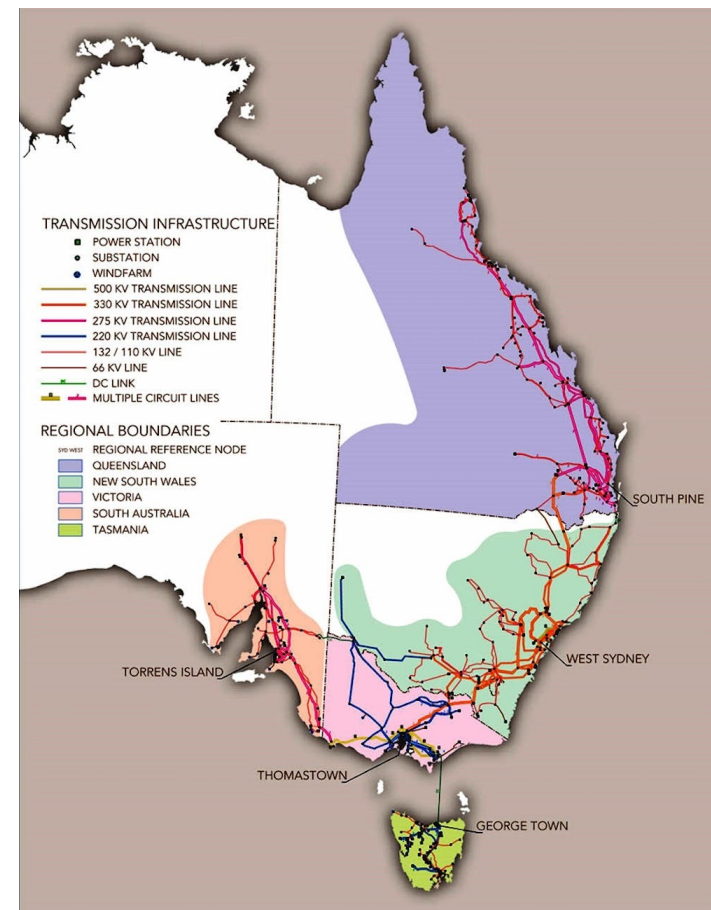 TRANSMISSION INFRASTRUCTURE
POWER STATION
SUBSTATION
WINDFARM
500 KV TRANSMISSION LINE
330 KV TRANSMISSION LINE
275 KV TRANSMISSION LINE
220 KV TRANSMISSION LINE
132 / 110 KV LINE
66 KV LINE
DC LINK
MULTIPLE CIRCUIT LINES
REGIONAL BOUNDARIES
SYD WEST REGIONAL REFERENCE NODE
QUEENSLAND
NEW SOUTH WALES
VICTORIA
SOUTH AUSTRALIA
TASMANIA
SOUTH PINE
WEST SYDNEY
TORRENS ISLAND
THOMASTOWN
GEORGE TOWN